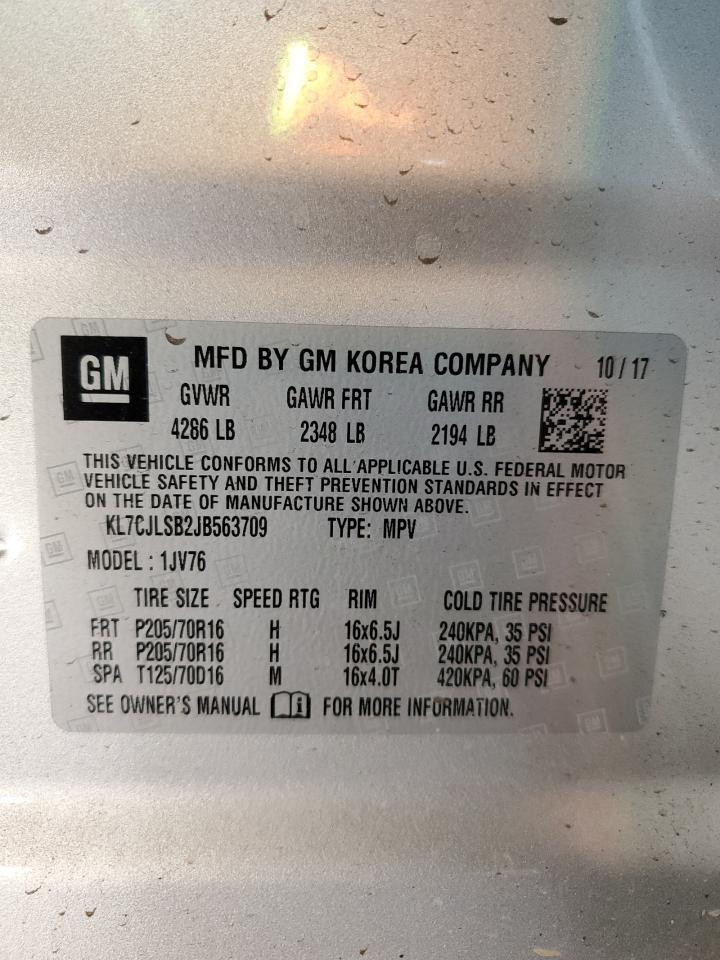 GM
MFD BY GM KOREA COMPANY 10 / 17
GVWR GAWR FRT GAWR RR
4286 LB 2348 LB 2194 LB
THIS VEHICLE CONFORMS TO ALL APPLICABLE U.S. FEDERAL MOTOR
VEHICLE SAFETY AND THEFT PREVENTION STANDARDS IN EFFECT
ON THE DATE OF MANUFACTURE SHOWN ABOVE.
KL7CJLSB2JB563709 TYPE: MPV
MODEL : 1JV76
TIRE SIZE SPEED RTG RIM COLD TIRE PRESSURE
FRT P205/70R16 H 16x6.5J 240KPA, 35 PSI
RR P205/70R16 H 16x6.5J 240KPA, 35 PSI
SPA T125/70D16 M 16x4.0T 420KPA, 60 PSI
SEE OWNER'S MANUAL i FOR MORE INFORMATION.